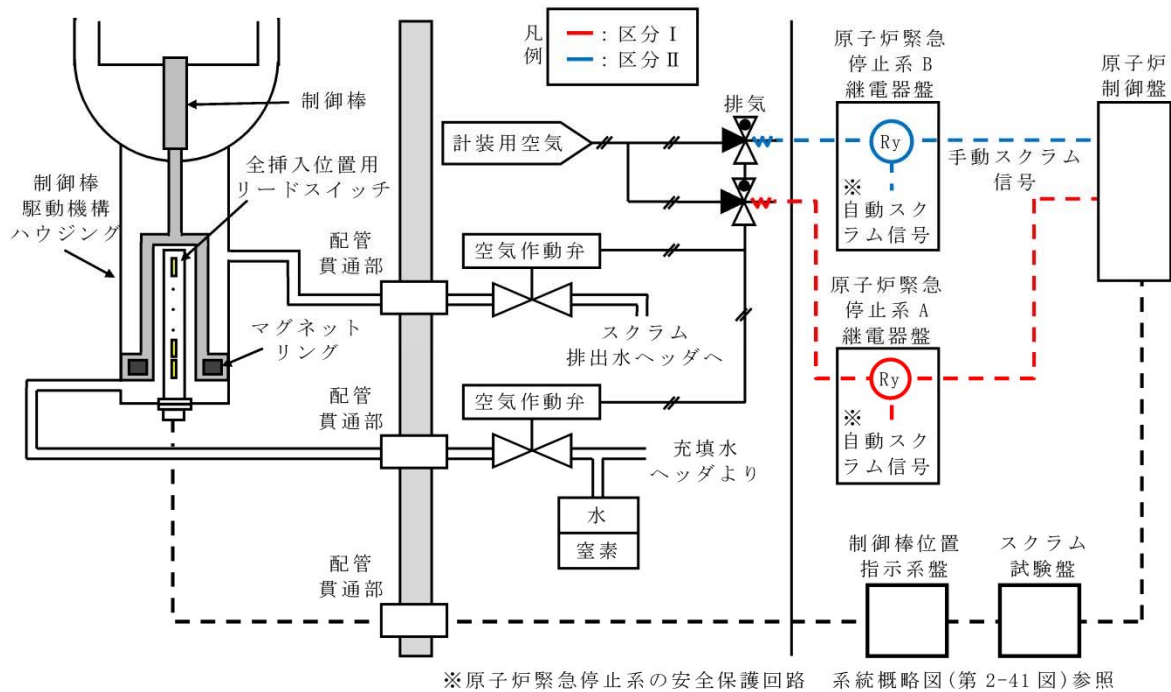 凡例
：区分Ⅰ
：区分Ⅱ
原子炉緊急
停止系B
継電器盤
原子炉
制御盤
制御棒
排気
計装用空気
Ry
手動スクラム
信号
※
自動スク
ラム信号
全挿入位置用
リードスイッチ
制御棒
駆動機構
ハウジング
配管
貫通部
空気作動弁
スクラム
排出水ヘッダへ
原子炉緊急
停止系A
継電器盤
マグネット
リング
Ry
※
自動スク
ラム信号
配管
貫通部
空気作動弁
充填水
ヘッダより
水
窒素
配管
貫通部
制御棒位置
指示系盤
スクラム
試験盤
※原子炉緊急停止系の安全保護回路　系統概略図(第2-41図)参照